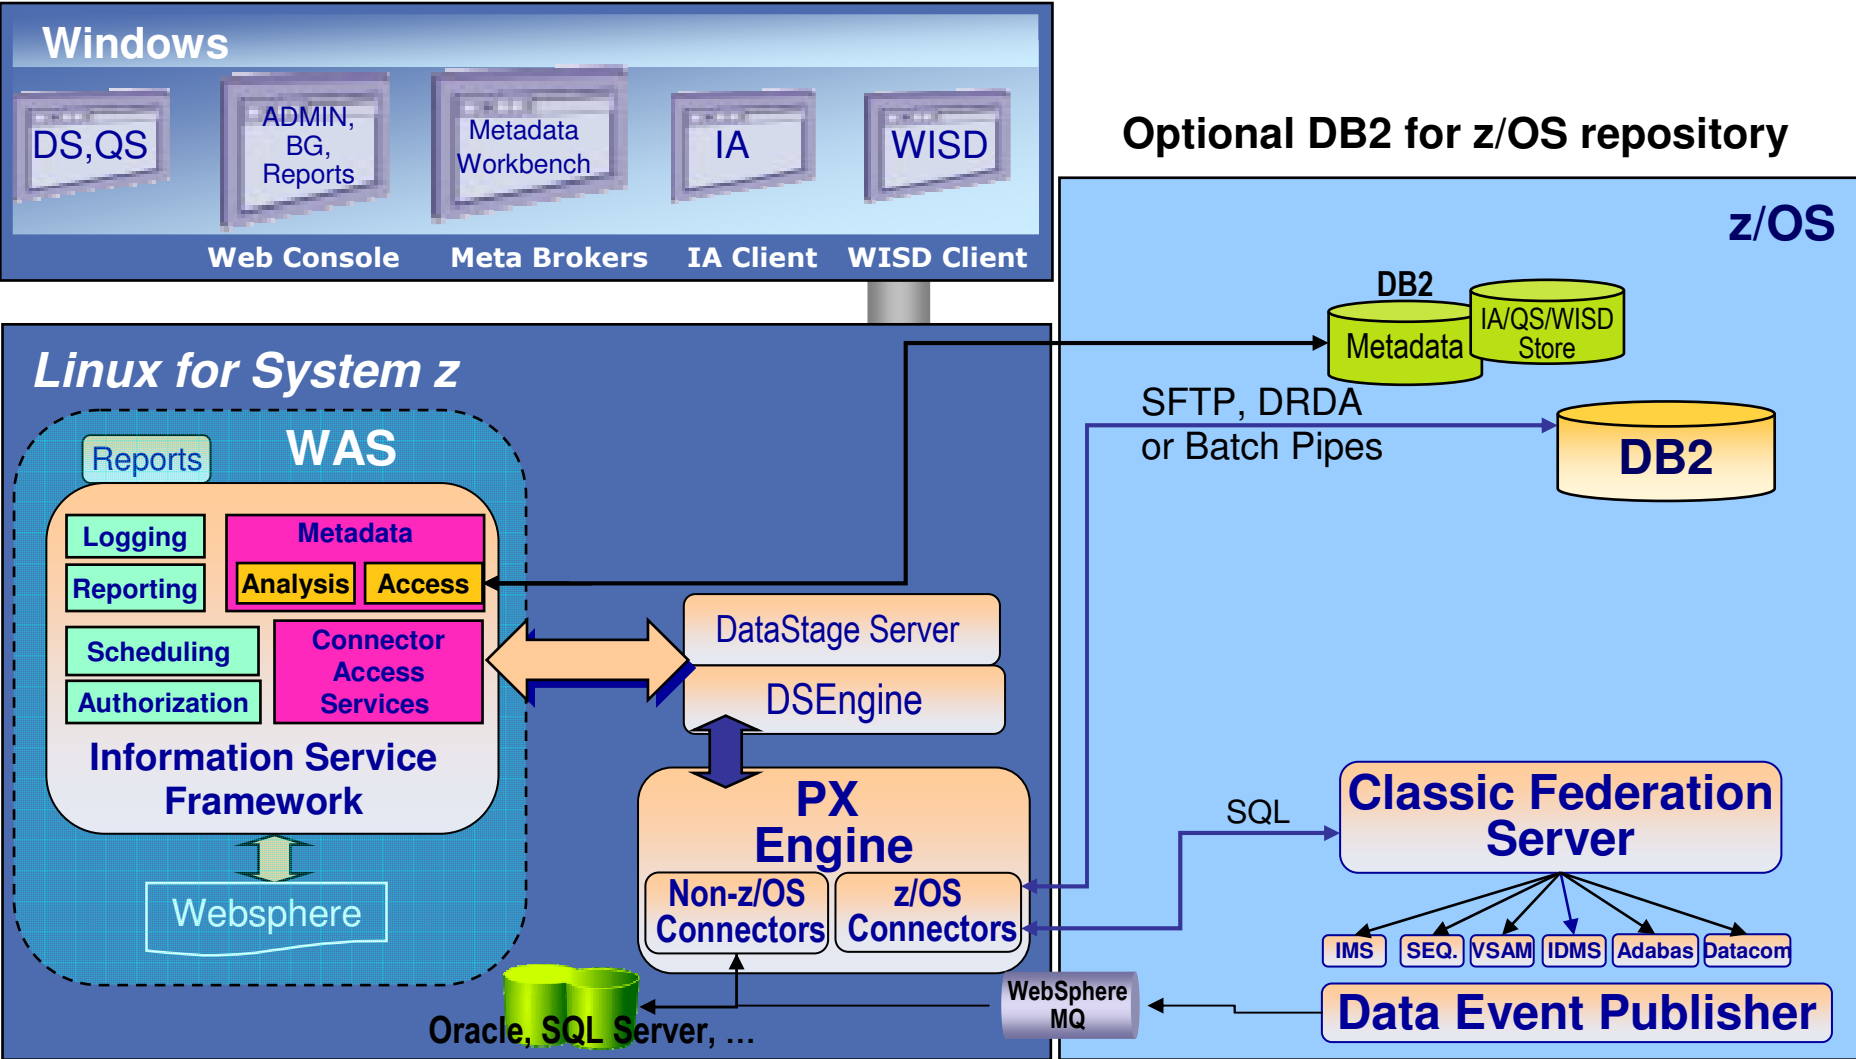 Windows
DS,QS
ADMIN,
BG,
Reports
Metadata
Workbench
IA
WISD
Web Console
Meta Brokers
IA Client
WISD Client
Optional DB2 for z/OS repository
z/OS
DB2
Metadata
IA/QS/WISD
Store
SFTP, DRDA
or Batch Pipes
DB2
Linux for System z
WAS
Reports
Logging
Reporting
Metadata
Analysis
Access
Scheduling
Authorization
Connector
Access
Services
Information Service
Framework
Websphere
DataStage Server
DSEngine
PX
Engine
Non-z/OS
Connectors
z/OS
Connectors
SQL
Classic Federation
Server
IMS
SEQ.
VSAM
IDMS
Adabas
Datacom
Oracle, SQL Server, ...
WebSphere
MQ
Data Event Publisher